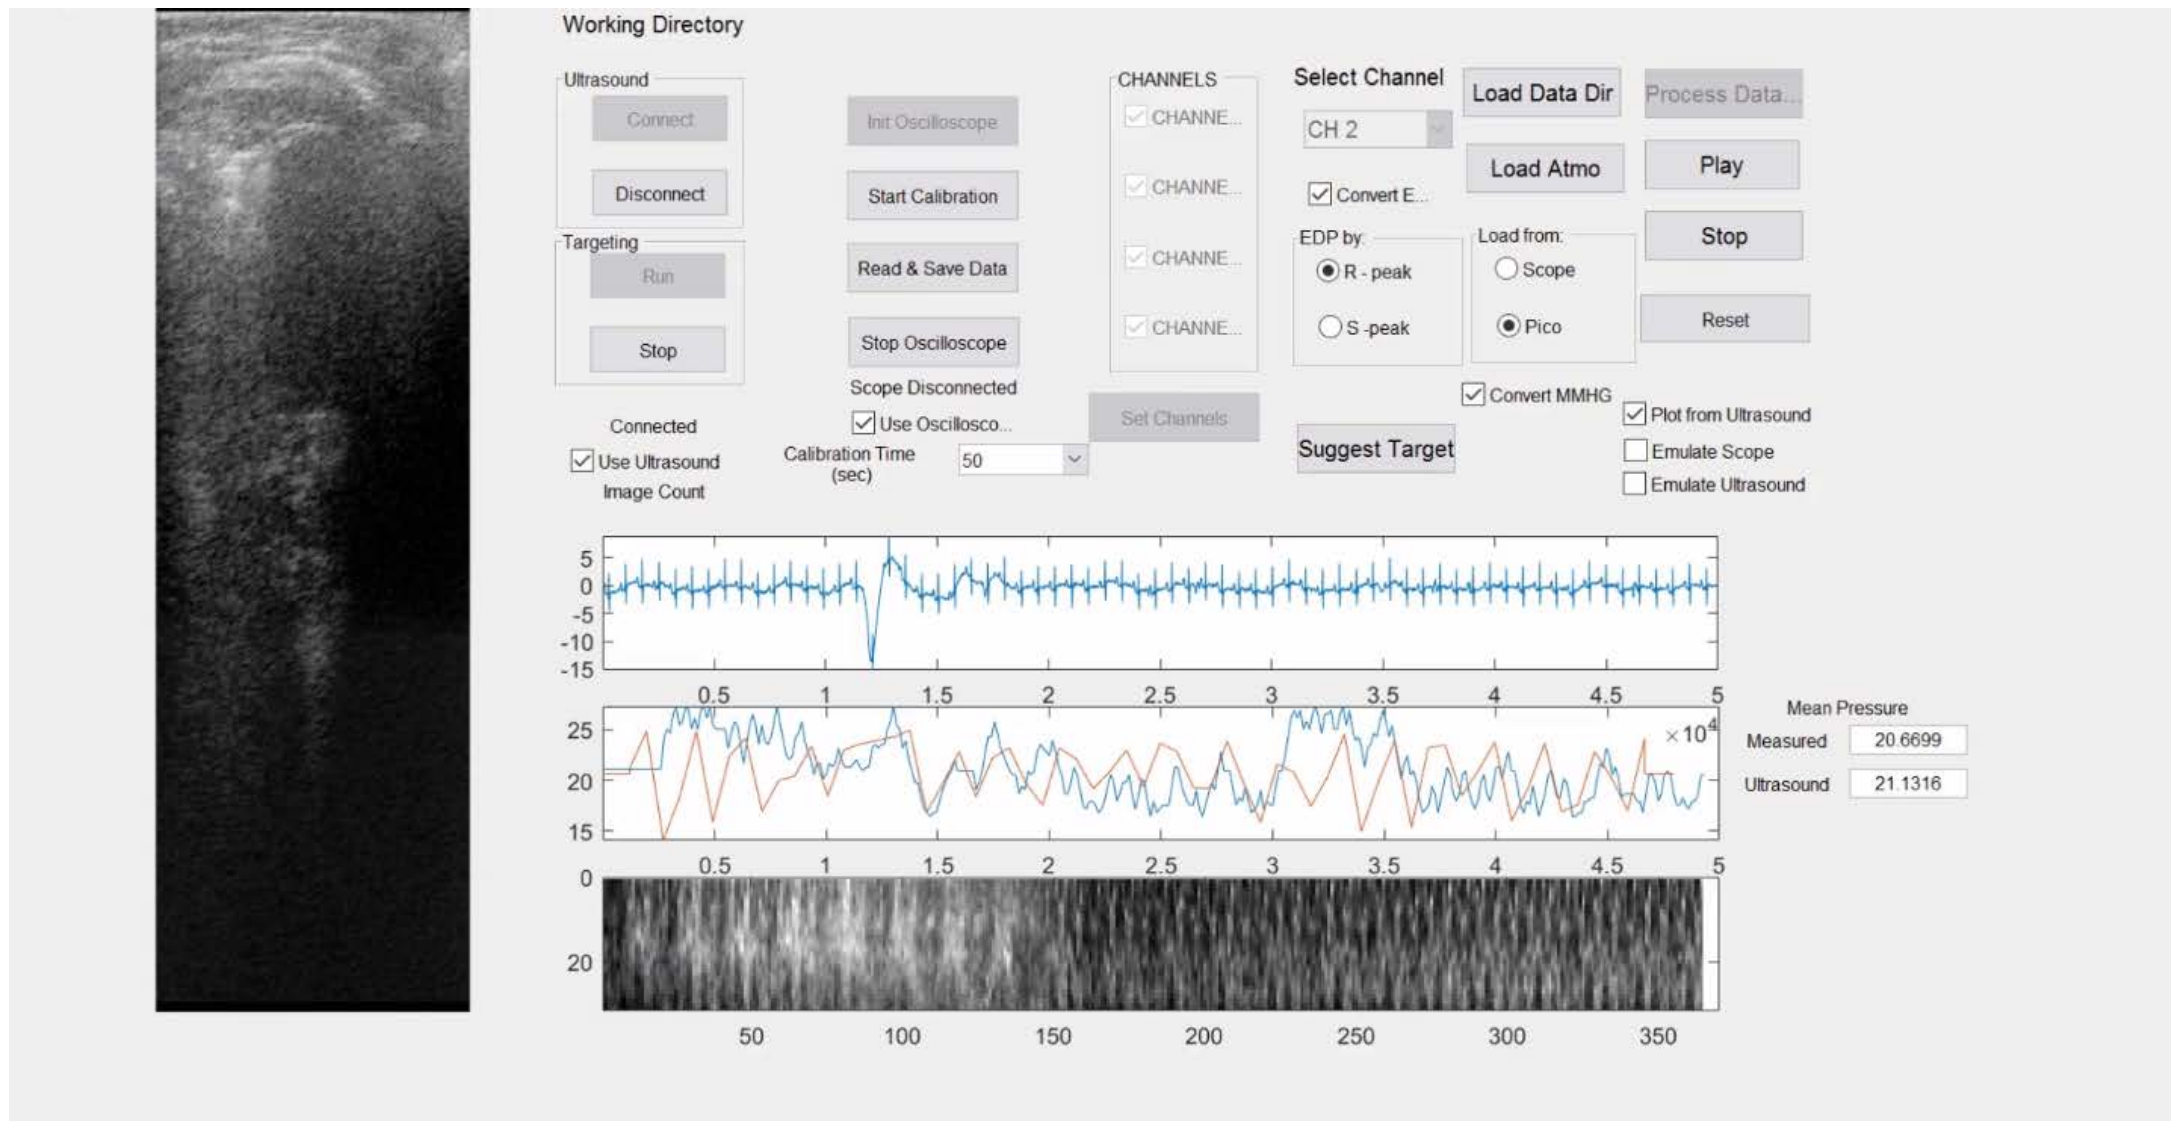 Working Directory
Ultrasound
Connect
Disconnect
Targeting
Run
Stop
Connected
Use Ultrasound
Image Count
Init Oscilloscope
Start Calibration
Read & Save Data
Stop Oscilloscope
Scope Disconnected
Use Oscillosco...
Calibration Time
(sec)
50
CHANNELS
CHANNE...
CHANNE...
CHANNE...
CHANNE...
Set Channels
Select Channel
CH 2
Convert E...
EDP by:
R - peak
S -peak
Suggest Target
Load Data Dir
Load Atmo
Load from:
Scope
Pico
Convert MMHG
Process Data...
Play
Stop
Reset
Plot from Ultrasound
Emulate Scope
Emulate Ultrasound
5
0
-5
-10
-15
0.5 1 1.5 2 2.5 3 3.5 4 4.5 5
×10⁴
25
20
15
0.5 1 1.5 2 2.5 3 3.5 4 4.5 5
Mean Pressure
Measured 20.6699
Ultrasound 21.1316
0
20
50 100 150 200 250 300 350